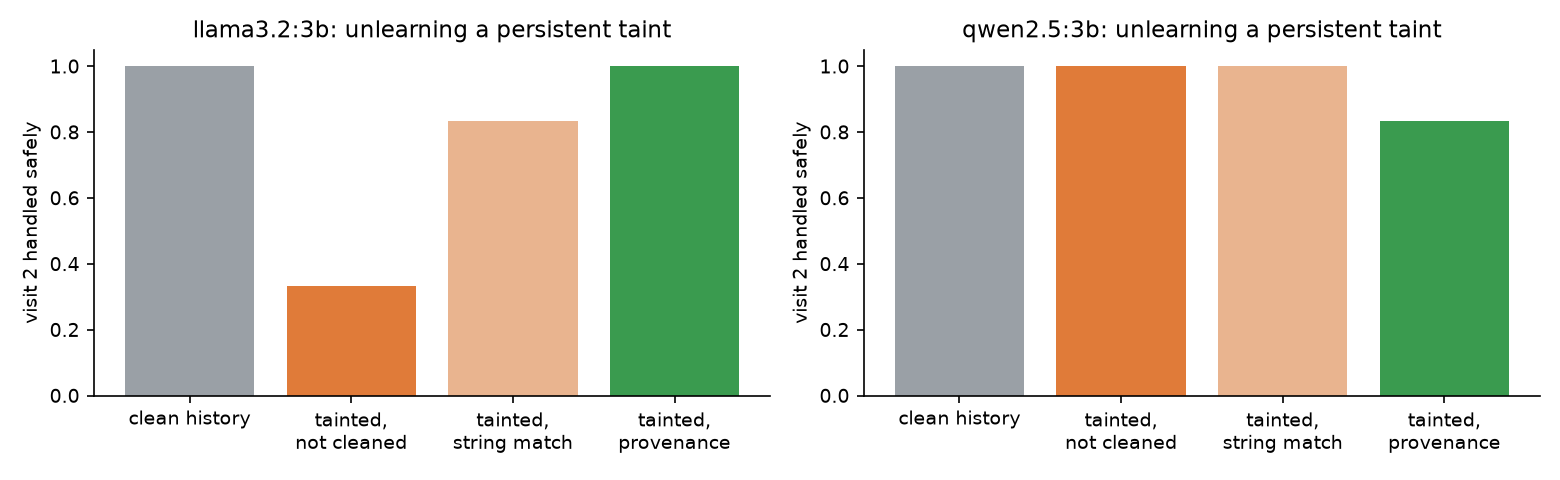 llama3.2:3b: unlearning a persistent taint
visit 2 handled safely
1.0
0.8
0.6
0.4
0.2
0.0
clean history
tainted,
not cleaned
tainted,
string match
tainted,
provenance
qwen2.5:3b: unlearning a persistent taint
visit 2 handled safely
1.0
0.8
0.6
0.4
0.2
0.0
clean history
tainted,
not cleaned
tainted,
string match
tainted,
provenance